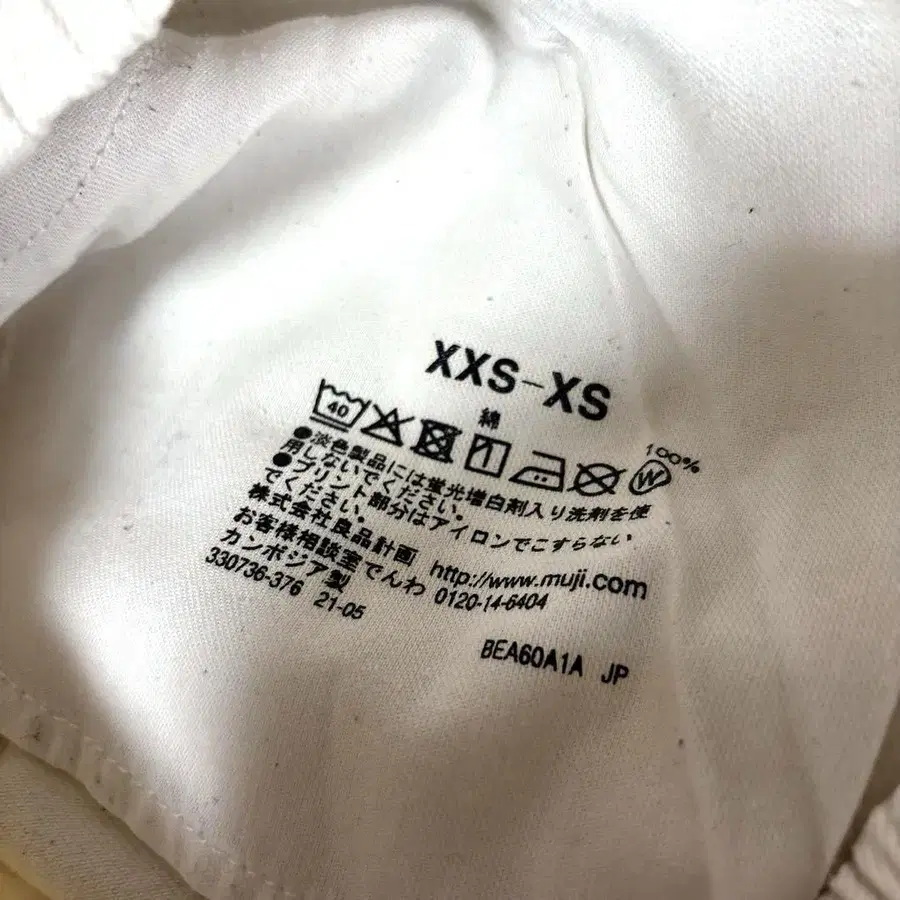 XXS-XS
綿 100%
40
W
●淡色製品には蛍光増白剤入り洗剤を使
用しないでください。
●プリント部分はアイロンでこすらない
でください。
株式会社良品計画 http://www.muji.com
お客様相談室でんわ 0120-14-6404
カンボジア製
330736-376 21-05
BEA60A1A JP